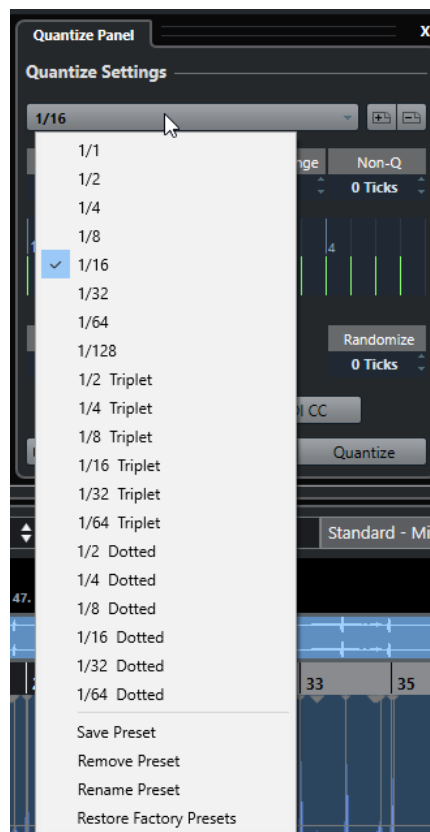 Quantize Panel
x
Quantize Settings
1/16
Non-Q
0 Ticks
4
Randomize
0 Ticks
CC
Quantize
Standard - Mi
47.
33
35
1/1
1/2
1/4
1/8
1/16
1/32
1/64
1/128
1/2 Triplet
1/4 Triplet
1/8 Triplet
1/16 Triplet
1/32 Triplet
1/64 Triplet
1/2 Dotted
1/4 Dotted
1/8 Dotted
1/16 Dotted
1/32 Dotted
1/64 Dotted
Save Preset
Remove Preset
Rename Preset
Restore Factory Presets